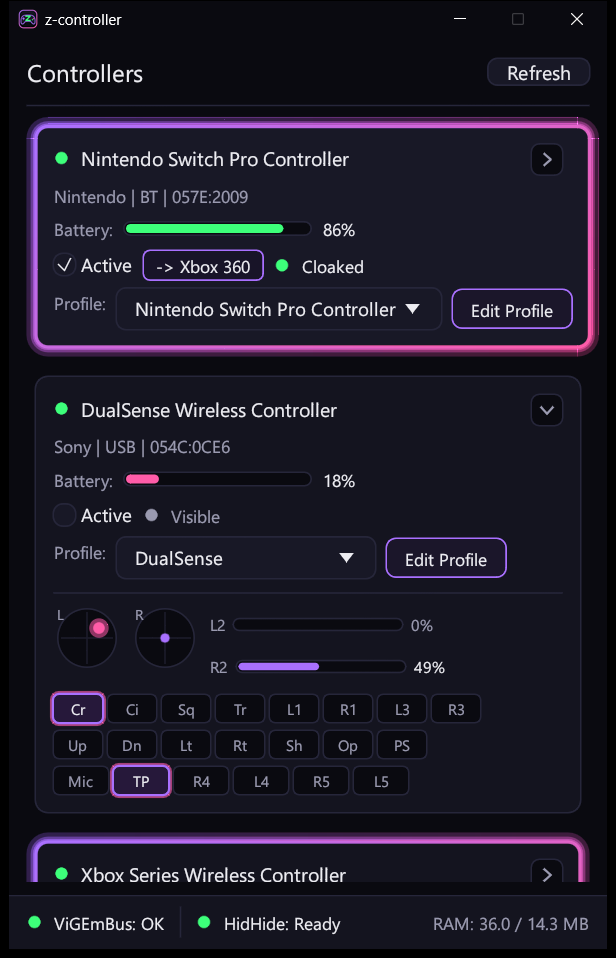 z-controller
Controllers
Refresh
Nintendo Switch Pro Controller
Nintendo | BT | 057E:2009
Battery: 86%
Active -> Xbox 360 Cloaked
Profile: Nintendo Switch Pro Controller Edit Profile
DualSense Wireless Controller
Sony | USB | 054C:0CE6
Battery: 18%
Active Visible
Profile: DualSense Edit Profile
L R L2 0%
R2 49%
Cr Ci Sq Tr L1 R1 L3 R3
Up Dn Lt Rt Sh Op PS
Mic TP R4 L4 R5 L5
Xbox Series Wireless Controller
ViGEmBus: OK HidHide: Ready RAM: 36.0 / 14.3 MB